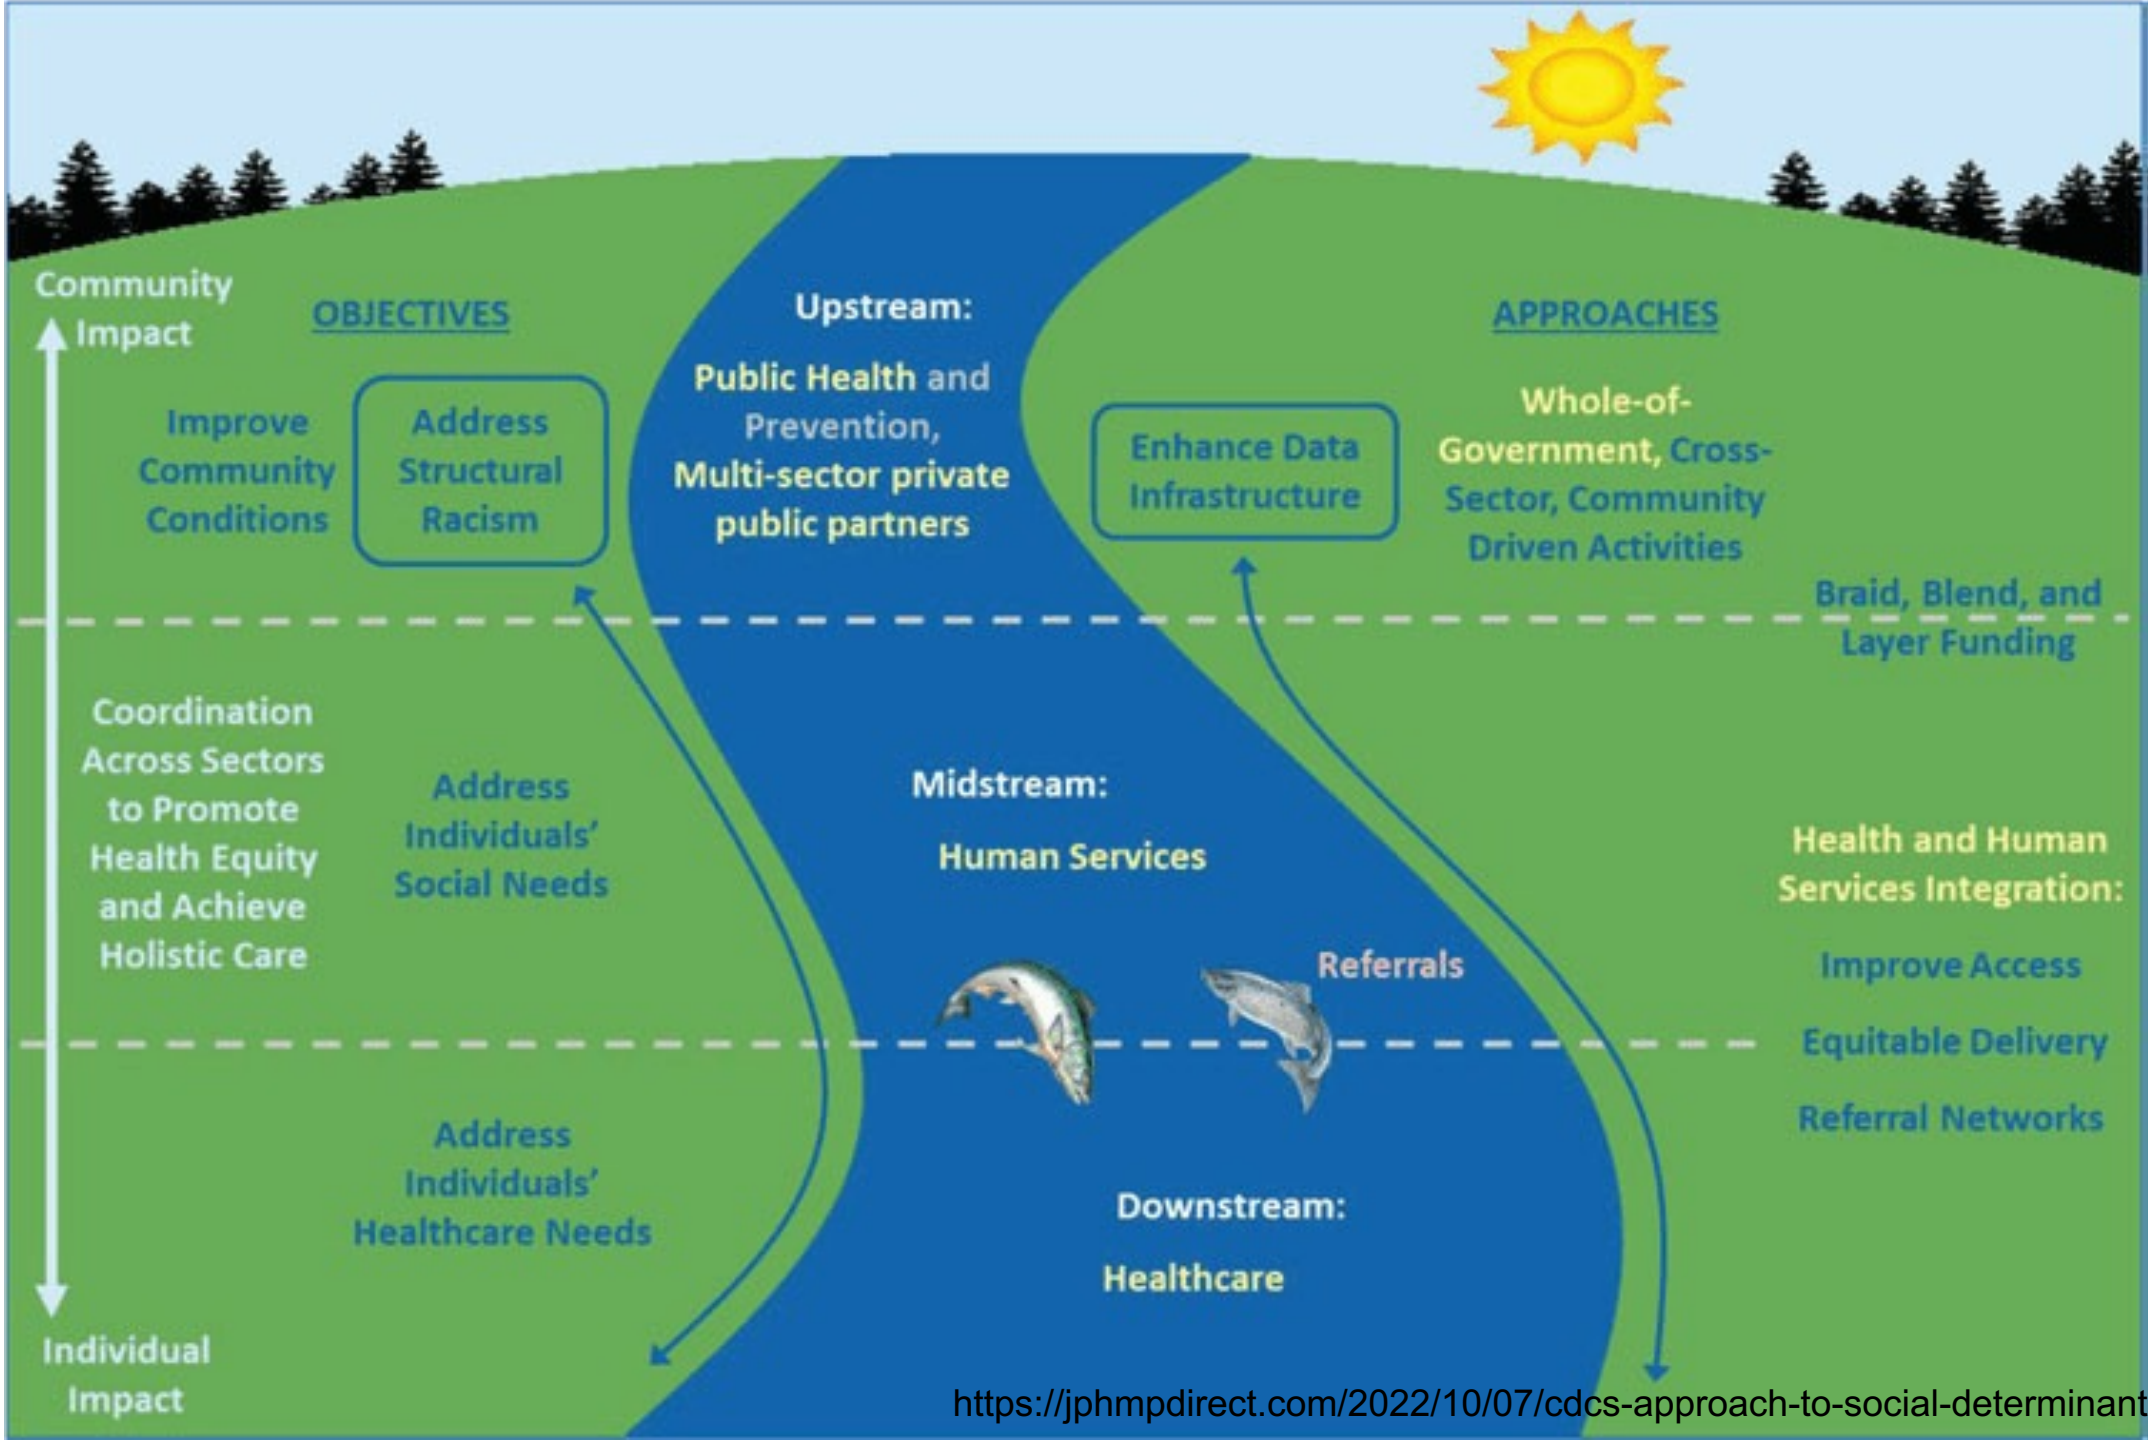 Community
Impact
OBJECTIVES
Improve
Community
Conditions
Address
Structural
Racism
Upstream:
Public Health and
Prevention,
Multi-sector private
public partners
APPROACHES
Enhance Data
Infrastructure
Whole-of-
Government, Cross-
Sector, Community
Driven Activities
Braid, Blend, and
Layer Funding
Coordination
Across Sectors
to Promote
Health Equity
and Achieve
Holistic Care
Address
Individuals’
Social Needs
Midstream:
Human Services
Referrals
Health and Human
Services Integration:
Improve Access
Equitable Delivery
Referral Networks
Address
Individuals’
Healthcare Needs
Downstream:
Healthcare
Individual
Impact
https://jphmpdirect.com/2022/10/07/cdcs-approach-to-social-determinant